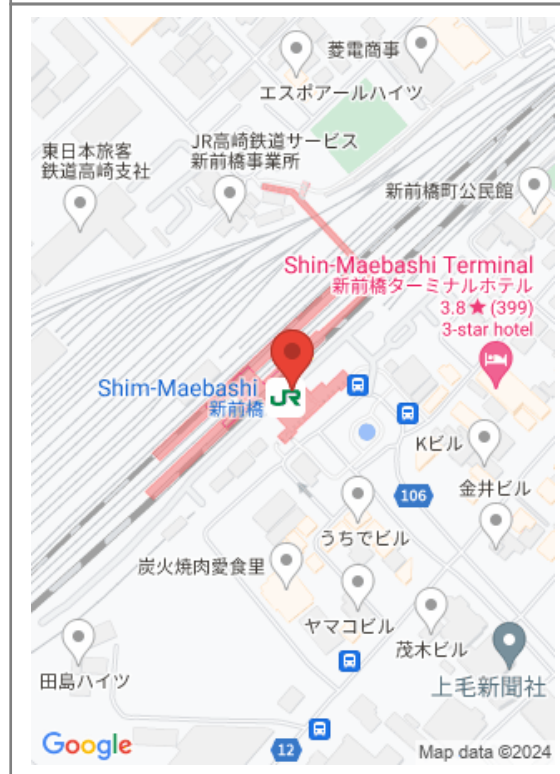 菱電商事
エスポアールハイツ
JR高崎鉄道サービス
新前橋事業所
東日本旅客
鉄道高崎支社
新前橋町公民館
Shin-Maebashi Terminal
新前橋ターミナルホテル
3.8★(399)
3-star hotel
Shim-Maebashi
新前橋
JR
Kビル
106
金井ビル
うちでビル
炭火焼肉愛食里
ヤマコビル
茂木ビル
田島ハイツ
上毛新聞社
Google
12
Map data ©2024